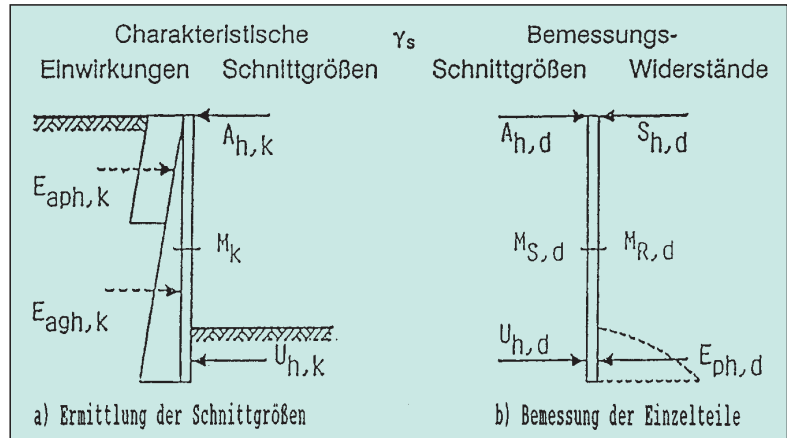 Charakteristische γs Bemessungs-
Einwirkungen Schnittgrößen Schnittgrößen Widerstände
Ah,k Ah,d Sh,d
Eaph,k
Mk MS,d MR,d
Eagh,k
Uh,k Uh,d Eph,d
a) Ermittlung der Schnittgrößen b) Bemessung der Einzelteile